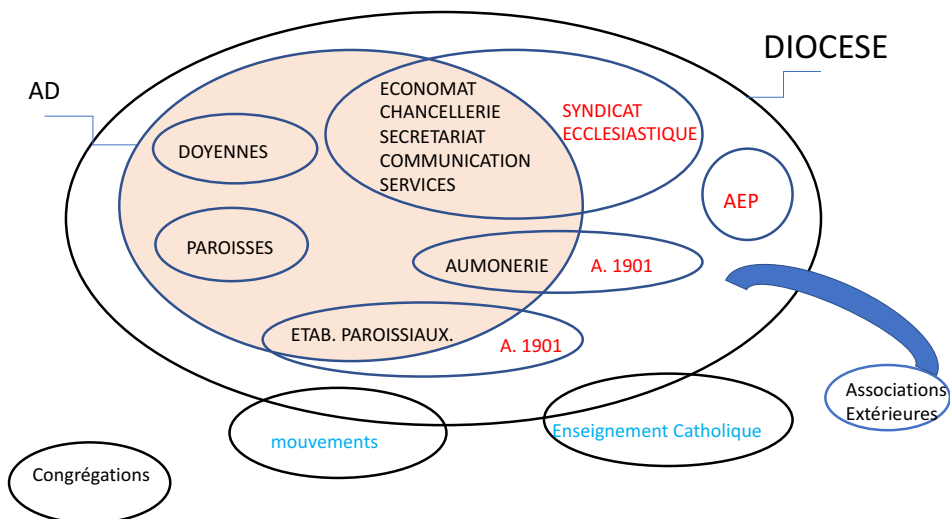 DIOCESE
AD
ECONOMAT
CHANCELLERIE
SECRETARIAT
COMMUNICATION
SERVICES
SYNDICAT
ECCLESIASTIQUE
DOYENNES
AEP
PAROISSES
AUMONERIE
A. 1901
ETAB. PAROISSIAUX.
A. 1901
Associations
Extérieures
mouvements
Enseignement Catholique
Congrégations